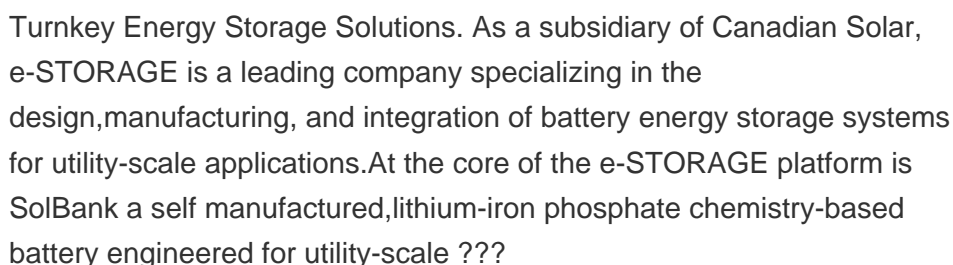 Turnkey Energy Storage Solutions. As a subsidiary of Canadian Solar,
e-STORAGE is a leading company specializing in the
design,manufacturing, and integration of battery energy storage systems
for utility-scale applications.At the core of the e-STORAGE platform is
SolBank a self manufactured,lithium-iron phosphate chemistry-based
battery engineered for utility-scale ???